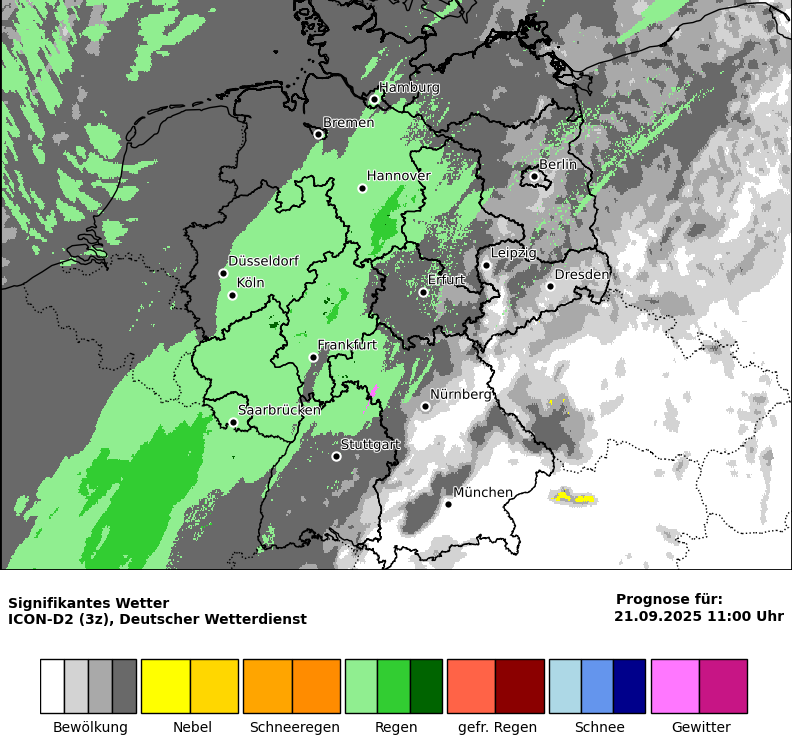 Hamburg
Bremen
Berlin
Hannover
Leipzig
Düsseldorf
Dresden
Köln
Erfurt
Frankfurt
Nürnberg
Saarbrücken
Stuttgart
München
Signifikantes Wetter
ICON-D2 (3z), Deutscher Wetterdienst
Prognose für:
21.09.2025 11:00 Uhr
Bewölkung Nebel Schneeregen Regen gefr. Regen Schnee Gewitter